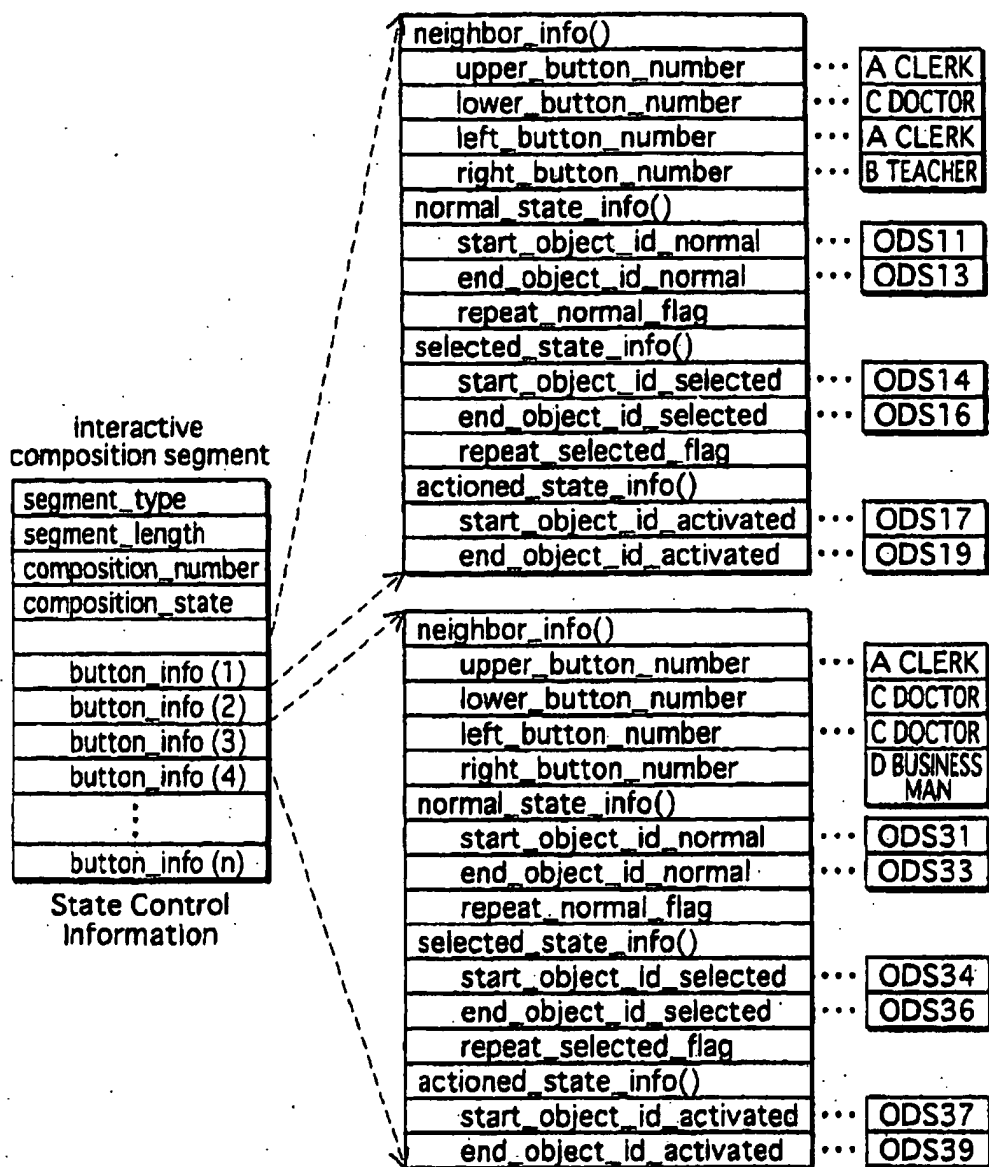 neighbor_info()
upper_button_number ... A CLERK
lower_button_number ... C DOCTOR
left_button_number ... A CLERK
right_button_number ... B TEACHER
normal_state_info()
start_object_id_normal ... ODS11
end_object_id_normal ... ODS13
repeat_normal_flag
selected_state_info()
start_object_id_selected ... ODS14
end_object_id_selected ... ODS16
repeat_selected_flag
actioned_state_info()
start_object_id_activated ... ODS17
end_object_id_activated ... ODS19
interactive
composition segment
segment_type
segment_length
composition_number
composition_state
button_info (1)
button_info (2)
button_info (3)
button_info (4)
button_info (n)
State Control
Information
neighbor_info()
upper_button_number ... A CLERK
lower_button_number C DOCTOR
left_button_number ... C DOCTOR
right_button_number D BUSINESS
MAN
normal_state_info()
start_object_id_normal ... ODS31
end_object_id_normal ... ODS33
repeat_normal_flag
selected_state_info()
start_object_id_selected ... ODS34
end_object_id_selected ... ODS36
repeat_selected_flag
actioned_state_info()
start_object_id_activated ... ODS37
end_object_id_activated ... ODS39